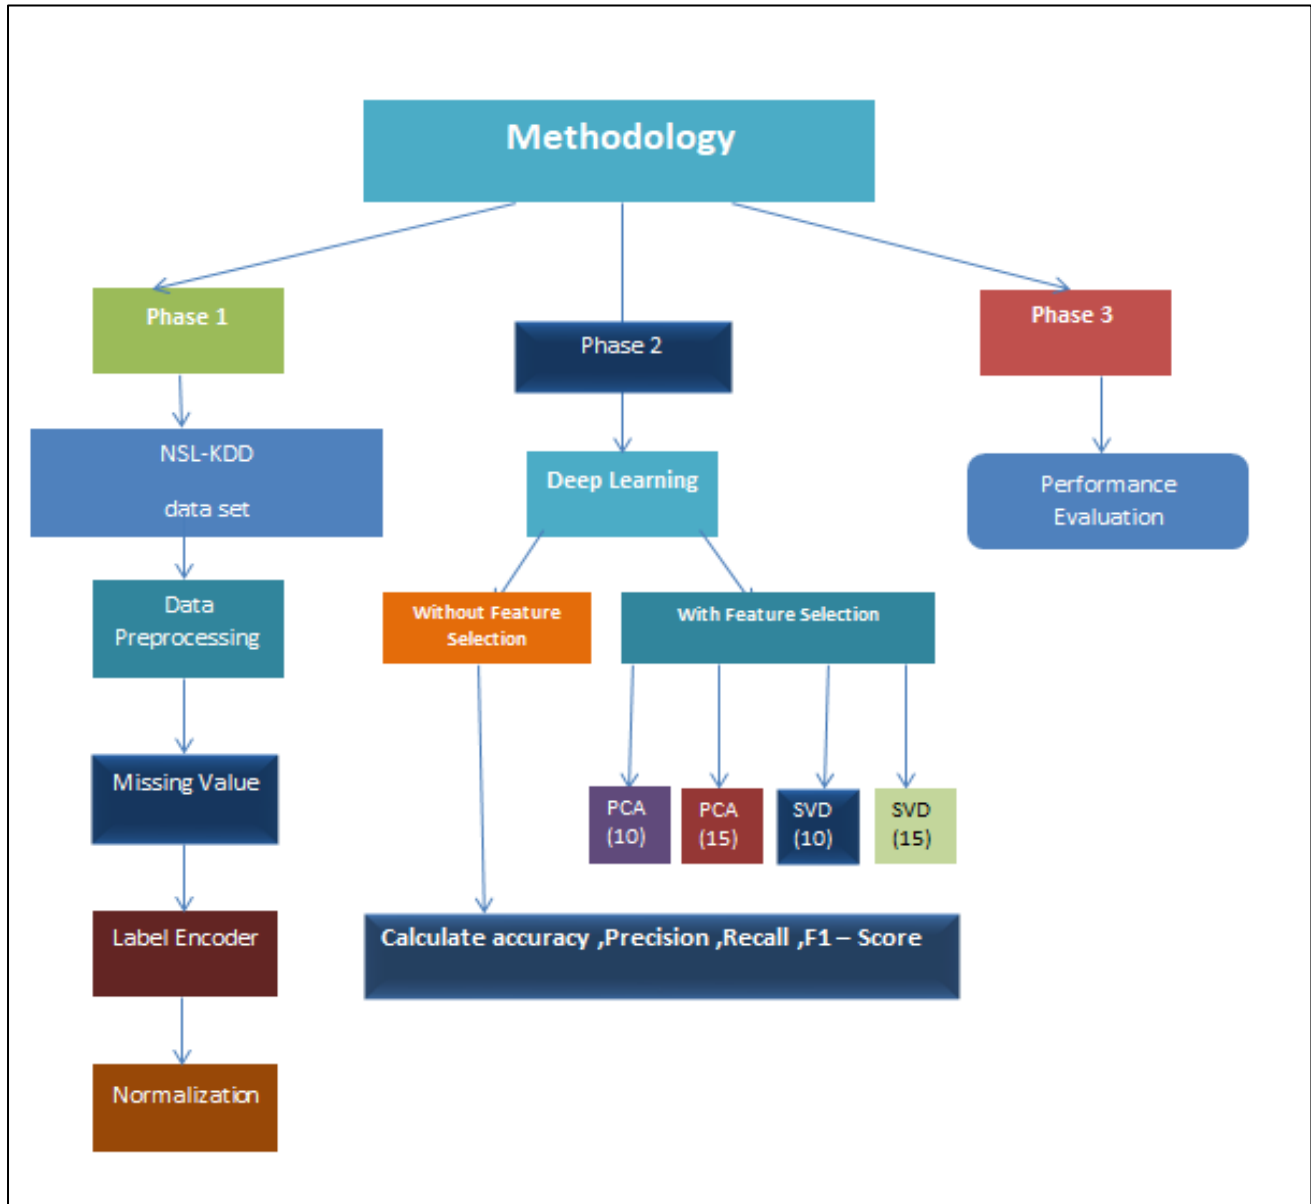 Methodology
Phase 1
Phase 2
Phase 3
NSL-KDD
data set
Deep Learning
Performance
Evaluation
Data
Preprocessing
Without Feature
Selection
With Feature Selection
Missing Value
PCA
(10)
PCA
(15)
SVD
(10)
SVD
(15)
Label Encoder
Calculate accuracy ,Precision ,Recall ,F1 – Score
Normalization